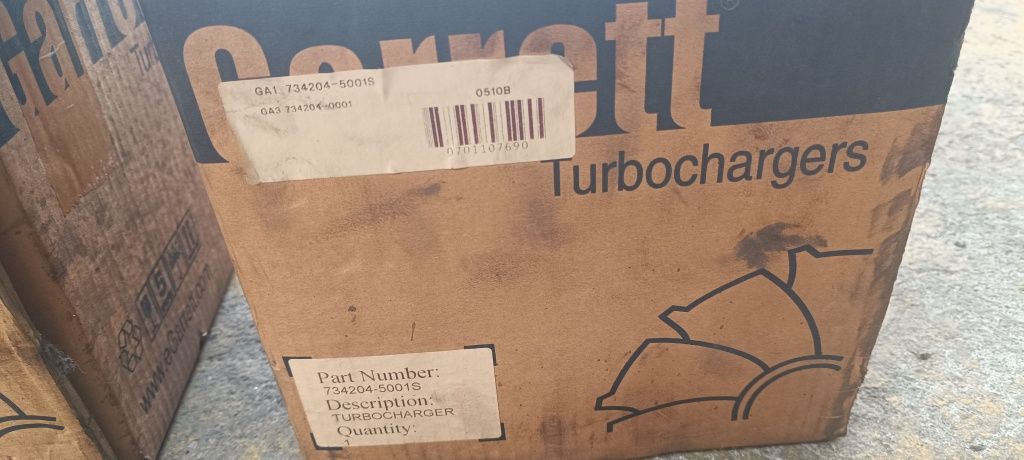 Garrett®
GA1 734204-5001S
0510B
GA3 734204-0001
0701107690
Turbochargers
Part Number:
734204-5001S
Description:
TURBOCHARGER
Quantity:
1
Garre
Tur
www.eGarrett.com